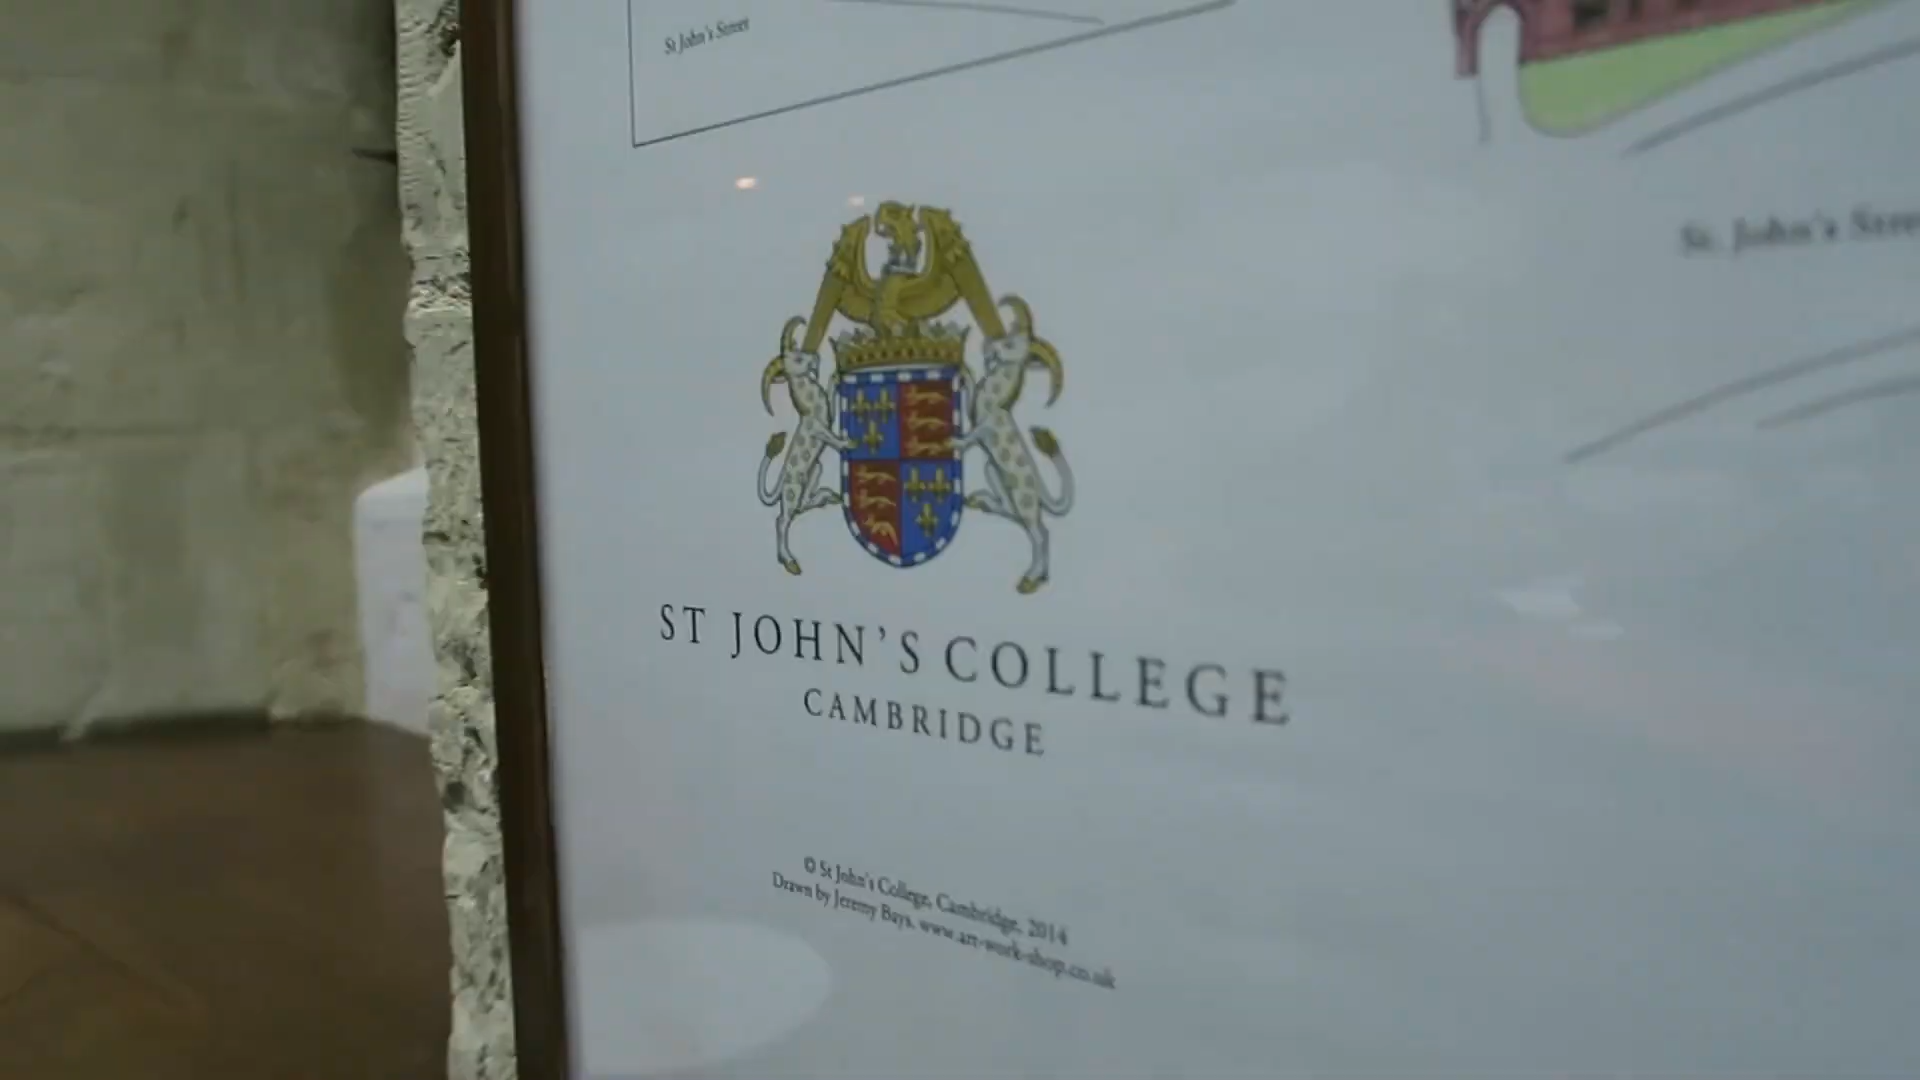 St John's Street
St. John's Stree
ST JOHN'S COLLEGE
CAMBRIDGE
© St John's College, Cambridge, 2014
Drawn by Jeremy Bays, www.art-work-shop.co.uk